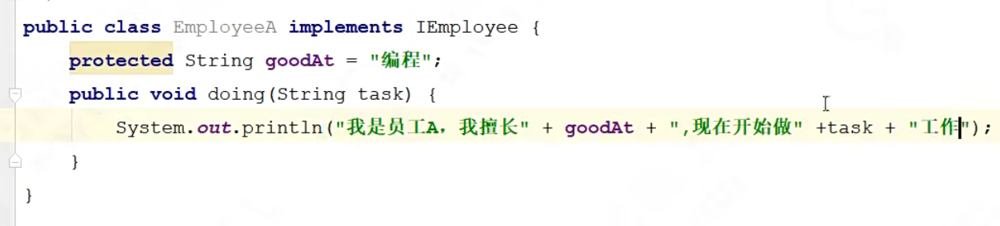 public class EmployeeA implements IEmployee {
protected String goodAt = "编程";
public void doing(String task) {
System.out.println("我是员工A，我擅长" + goodAt + ",现在开始做" +task + "工作");
}
}